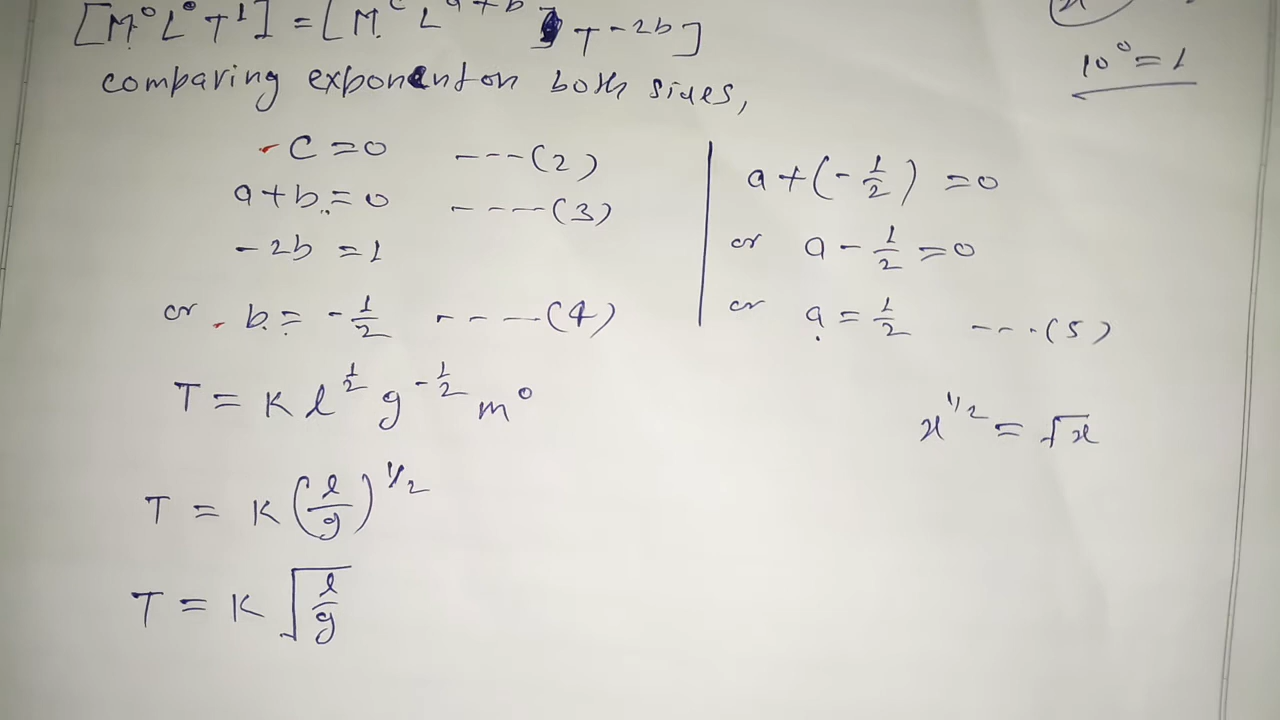 [M⁰L⁰T¹] = [M^c L^(a+b) T^(-2b)]
comparing exponent on both sides,
c = 0 ---(2)
a + b = 0 ----(3)
- 2b = 1
or b = - 1/2 ----(4)
a + (- 1/2) = 0
or a - 1/2 = 0
or a = 1/2 ---(5)
T = K l^(1/2) g^(-1/2) m⁰
T = K (l/g)^(1/2)
T = K √(l/g)
10⁰ = 1
x^(1/2) = √x